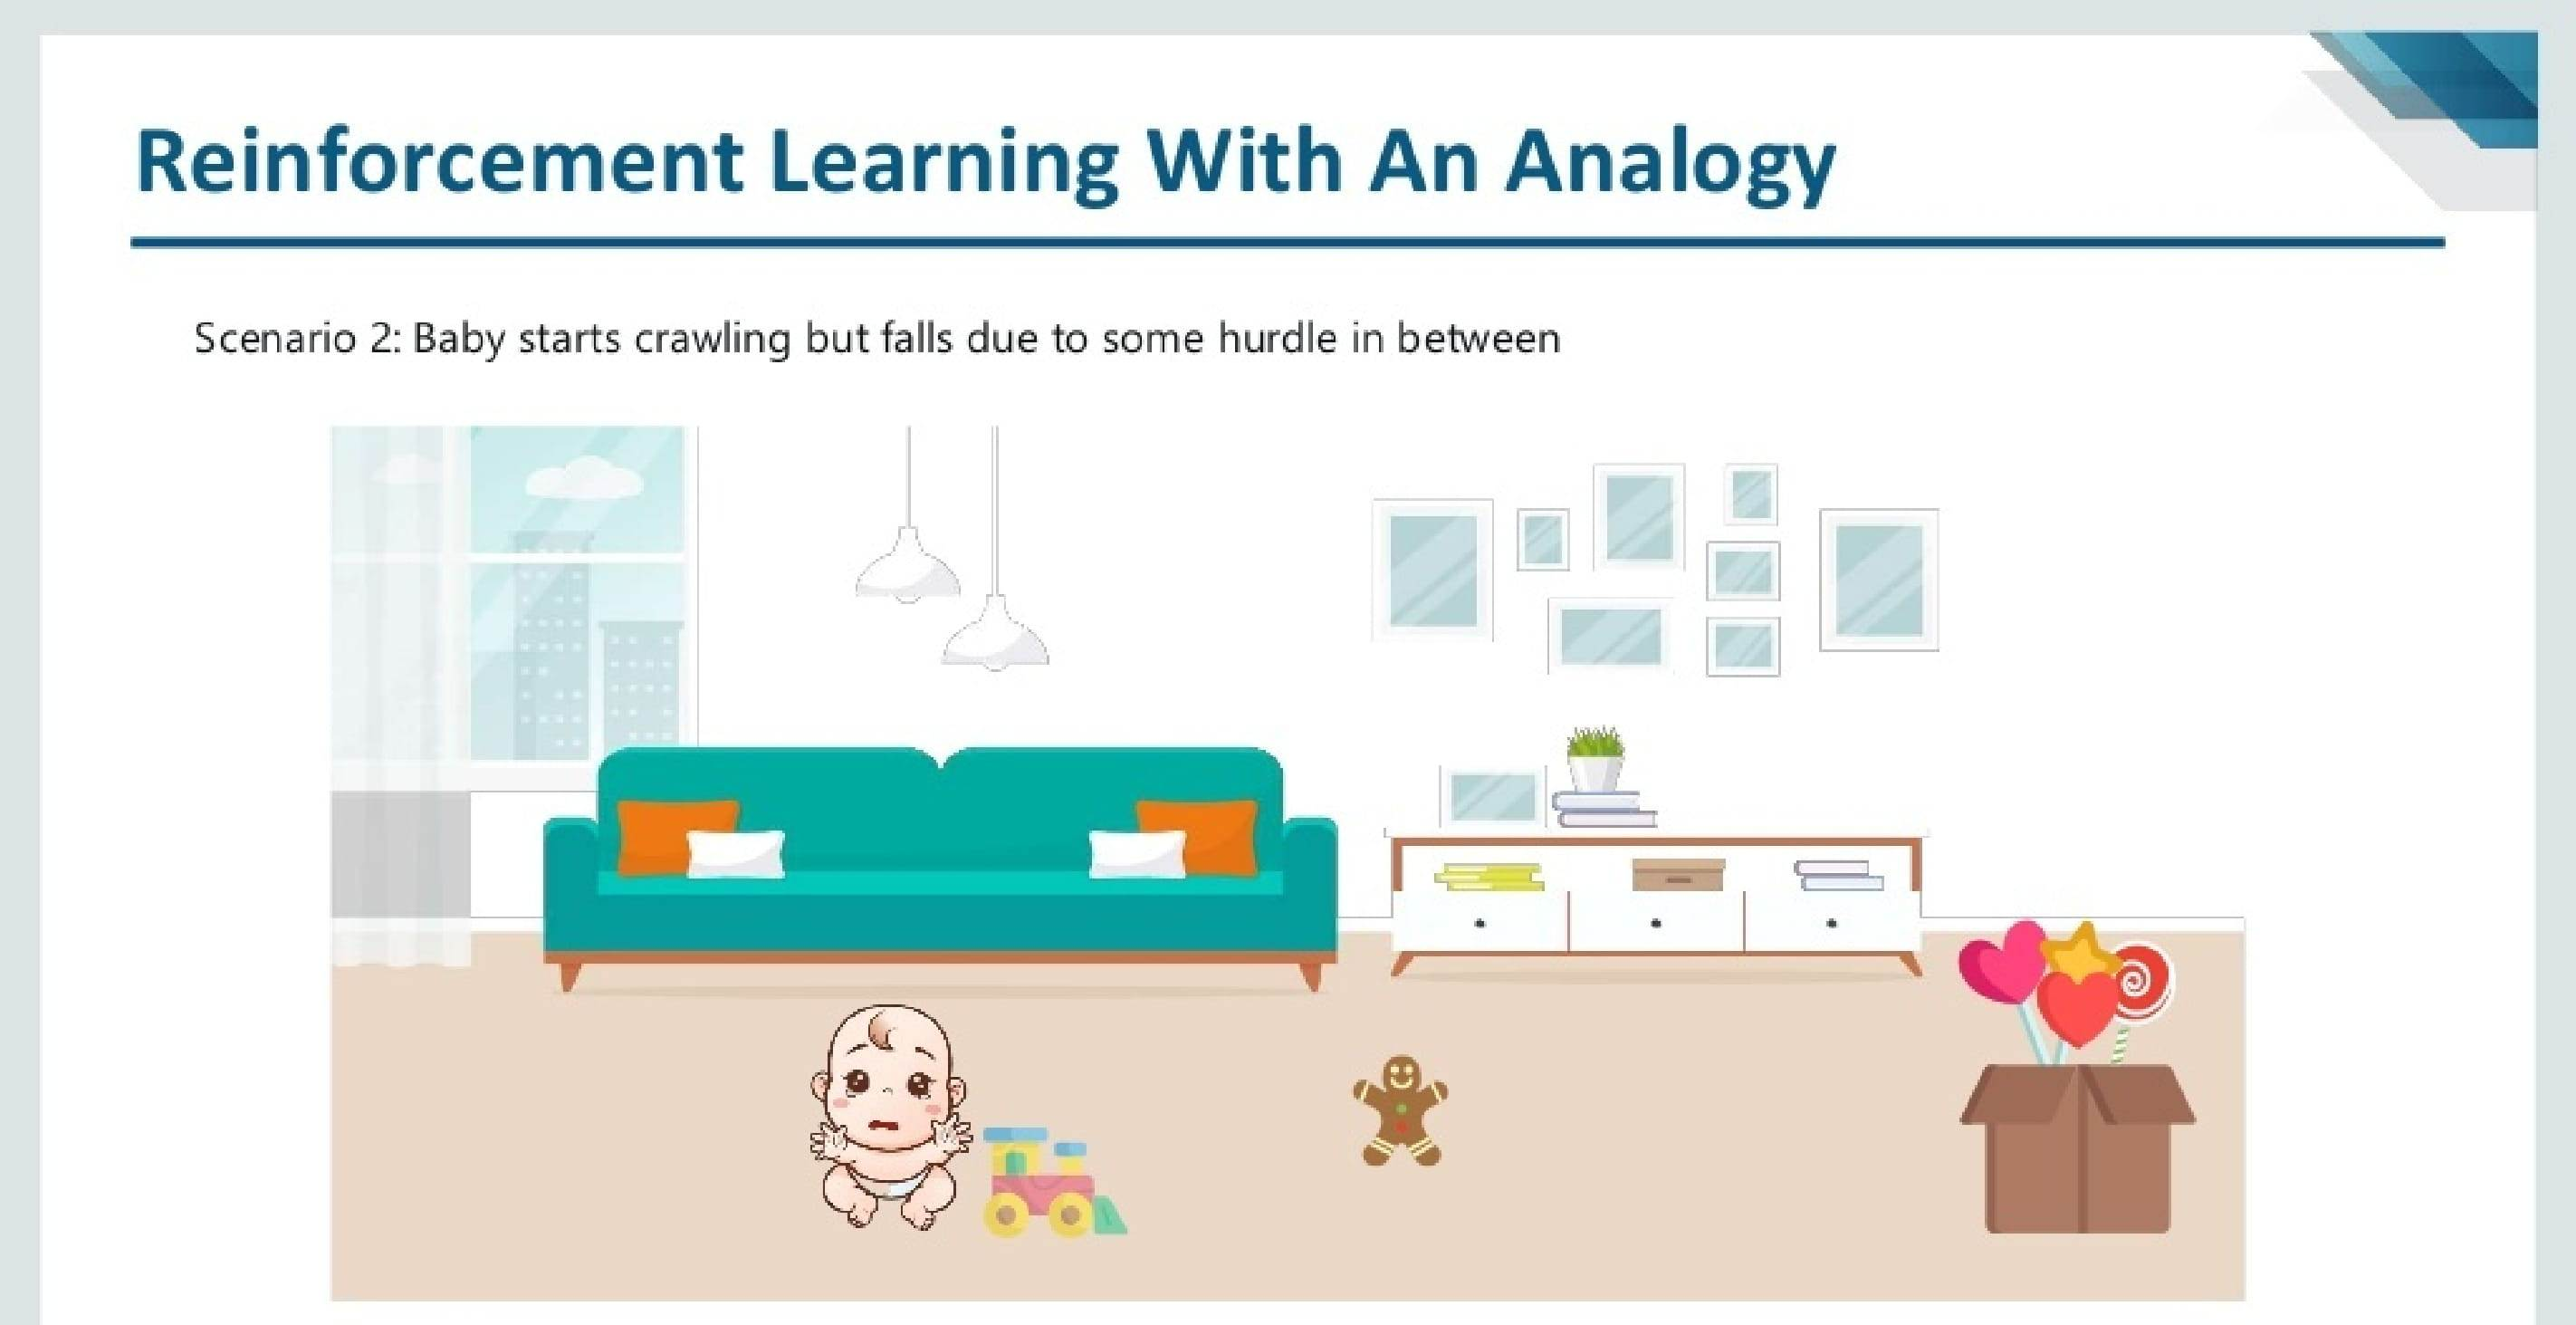 Reinforcement Learning With An Analogy
Scenario 2: Baby starts crawling but falls due to some hurdle in between